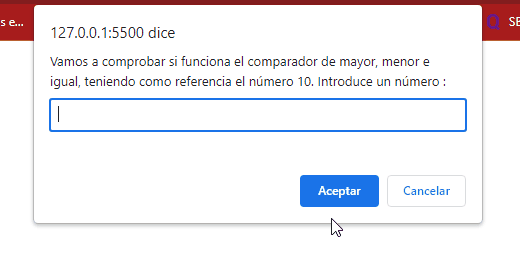 s e...
SE
127.0.0.1:5500 dice
Vamos a comprobar si funciona el comparador de mayor, menor e
igual, teniendo como referencia el número 10. Introduce un número :
Aceptar Cancelar